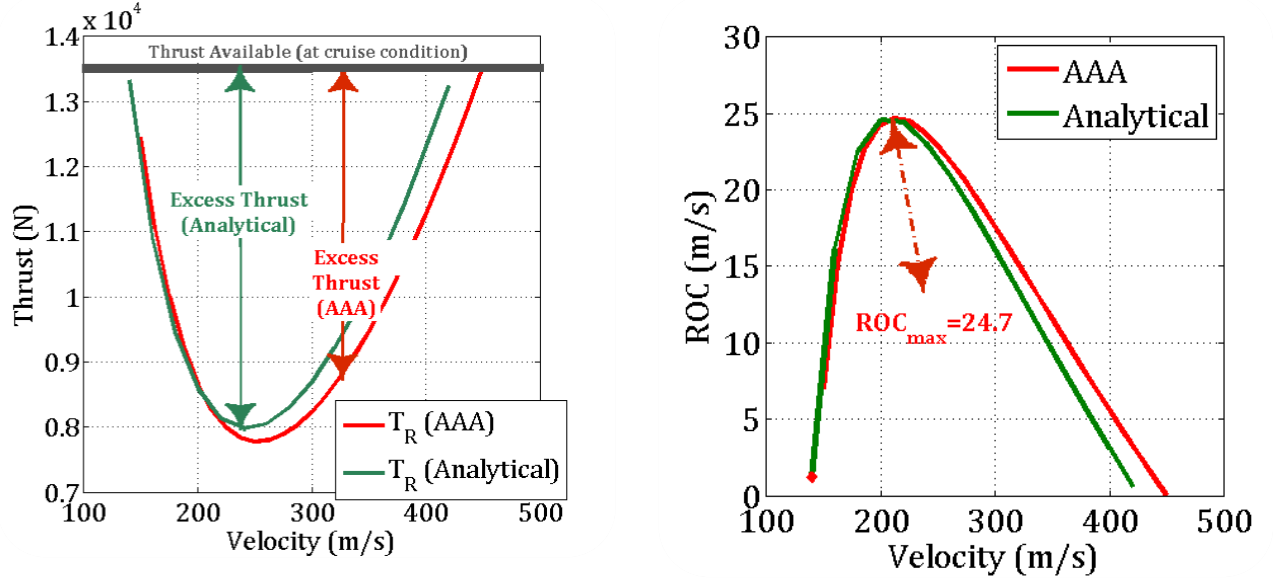 x 10⁴
1.4
1.3
1.2
1.1
1
0.9
0.8
0.7
Thrust (N)
Thrust Available (at cruise condition)
Excess Thrust
(Analytical)
Excess
Thrust
(AAA)
T_R (AAA)
T_R (Analytical)
100 200 300 400 500
Velocity (m/s)
30
25
20
15
10
5
0
ROC (m/s)
AAA
Analytical
ROC_max=24.7
100 200 300 400 500
Velocity (m/s)